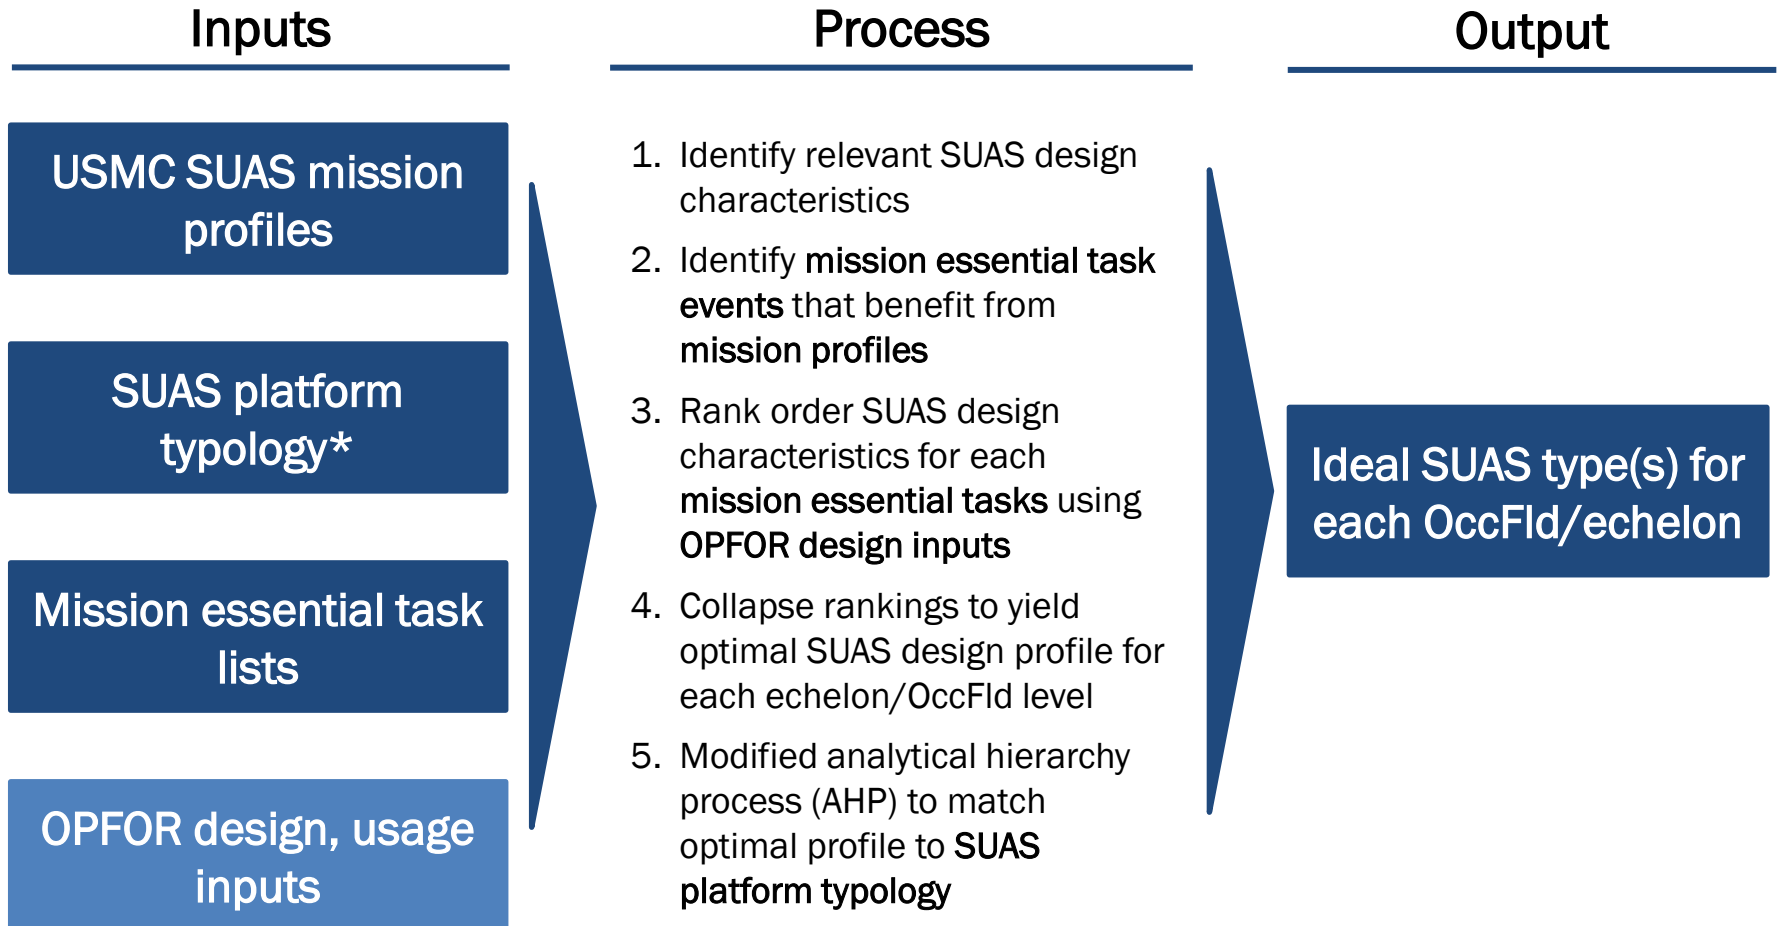 Inputs
USMC SUAS mission
profiles
SUAS platform
typology*
Mission essential task
lists
OPFOR design, usage
inputs
Process
1. Identify relevant SUAS design
characteristics
2. Identify mission essential task
events that benefit from
mission profiles
3. Rank order SUAS design
characteristics for each
mission essential tasks using
OPFOR design inputs
4. Collapse rankings to yield
optimal SUAS design profile for
each echelon/OccFld level
5. Modified analytical hierarchy
process (AHP) to match
optimal profile to SUAS
platform typology
Output
Ideal SUAS type(s) for
each OccFld/echelon